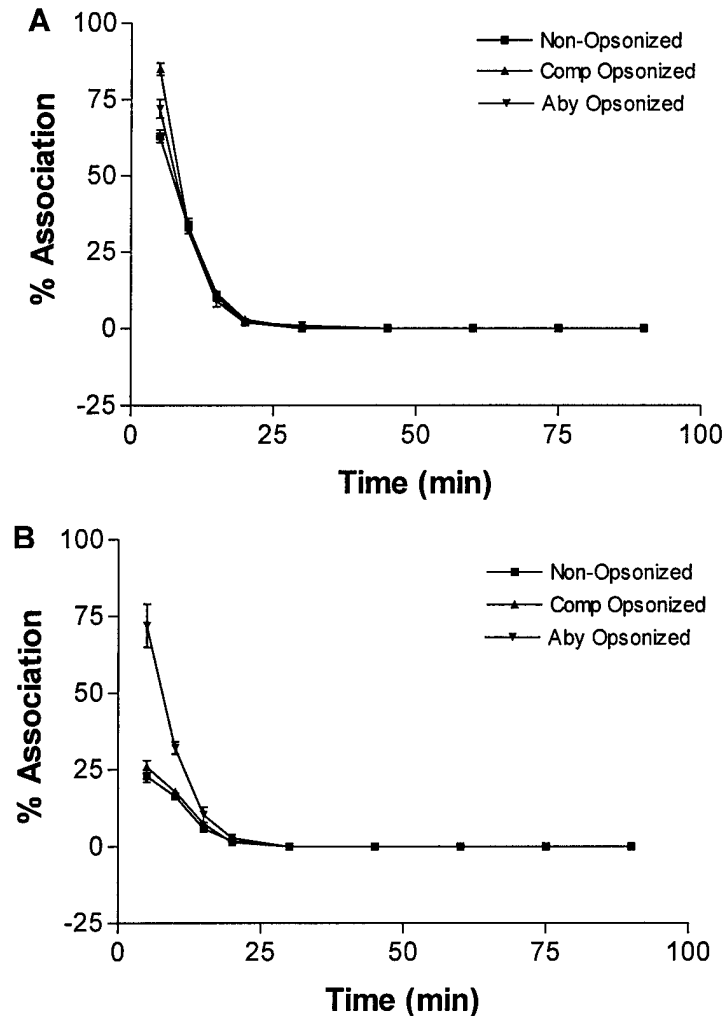 A
100
75
50
25
0
-25
% Association
Non-Opsonized
Comp Opsonized
Aby Opsonized
0 25 50 75 100
Time (min)
B
100
75
50
25
0
-25
% Association
Non-Opsonized
Comp Opsonized
Aby Opsonized
0 25 50 75 100
Time (min)